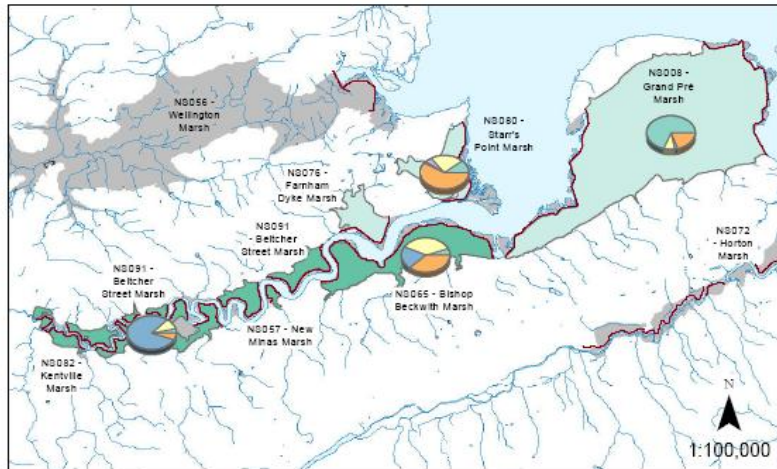 NS056 -
Wellington
Marsh
NS008 -
Grand Pré
Marsh
NS080 -
Starr's
Point Marsh
NS076 -
Farnham
Dyke Marsh
NS091
- Beltcher
Street Marsh
NS072
- Horton
Marsh
NS091 -
Beltcher
Street Marsh
NS065 - Bishop
Beckwith Marsh
NS057 - New
Minas Marsh
NS082 -
Kentville
Marsh
N
1:100,000